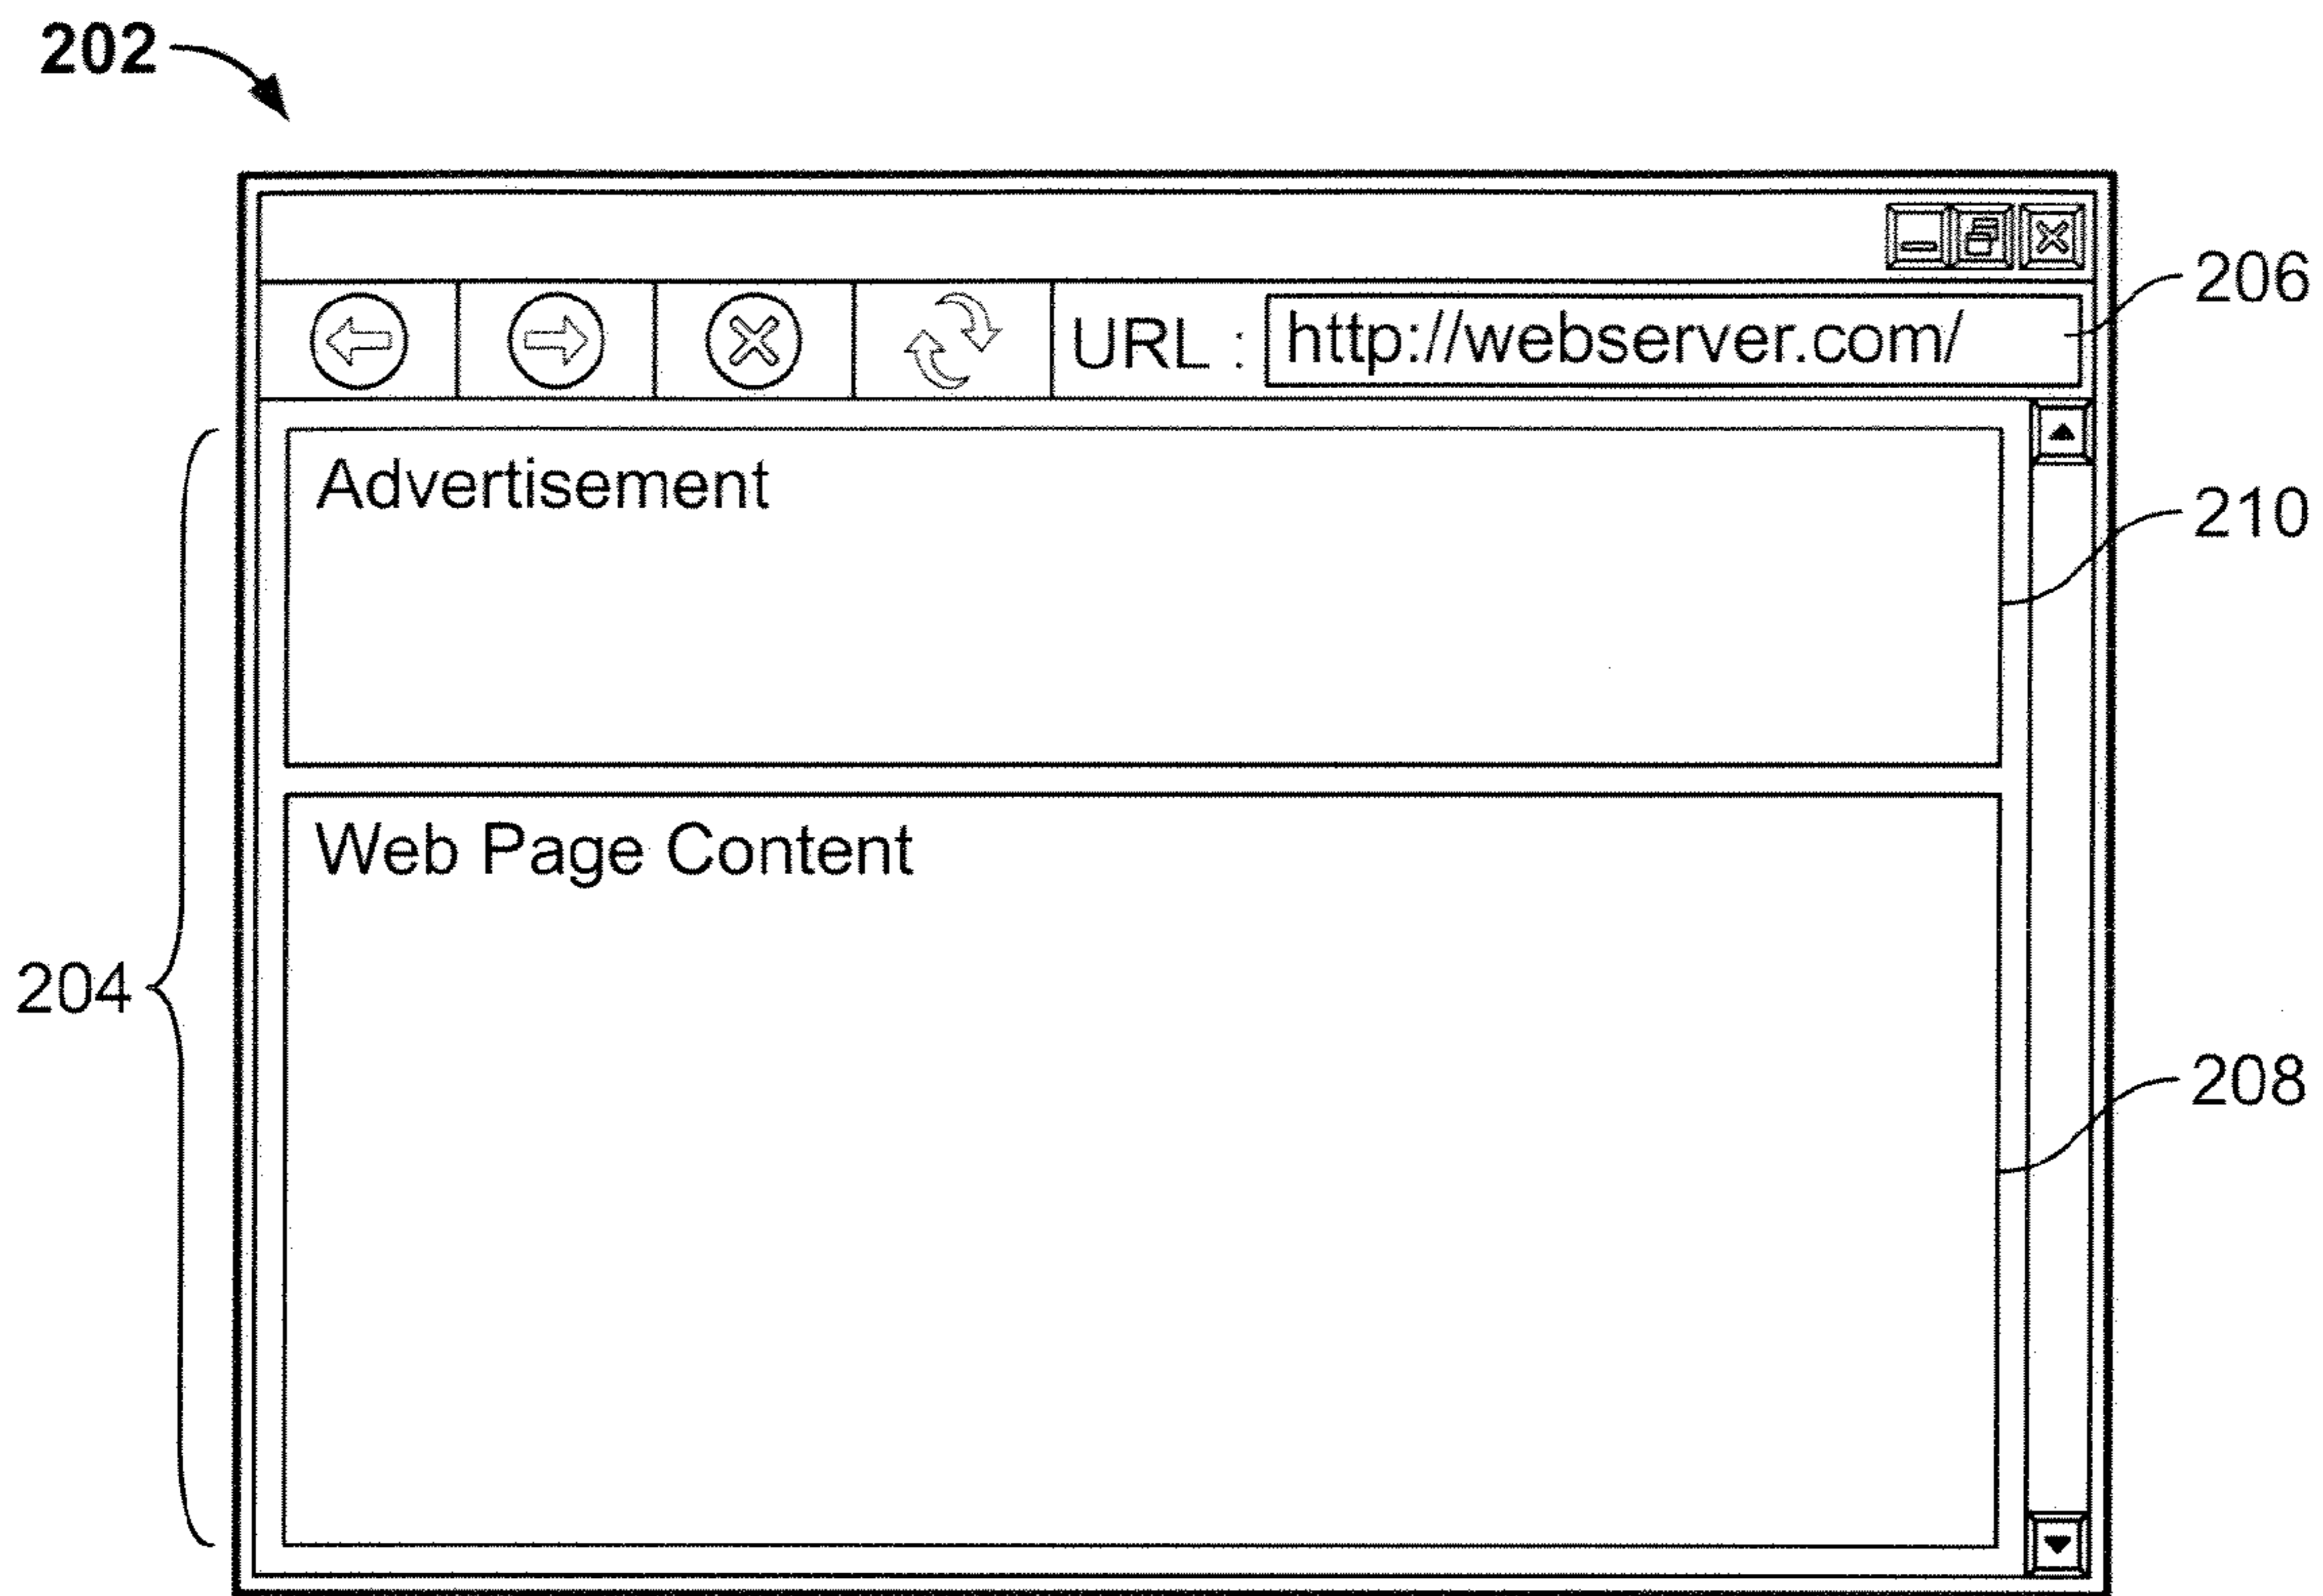 202
URL : http://webserver.com/
206
Advertisement
210
Web Page Content
204
208